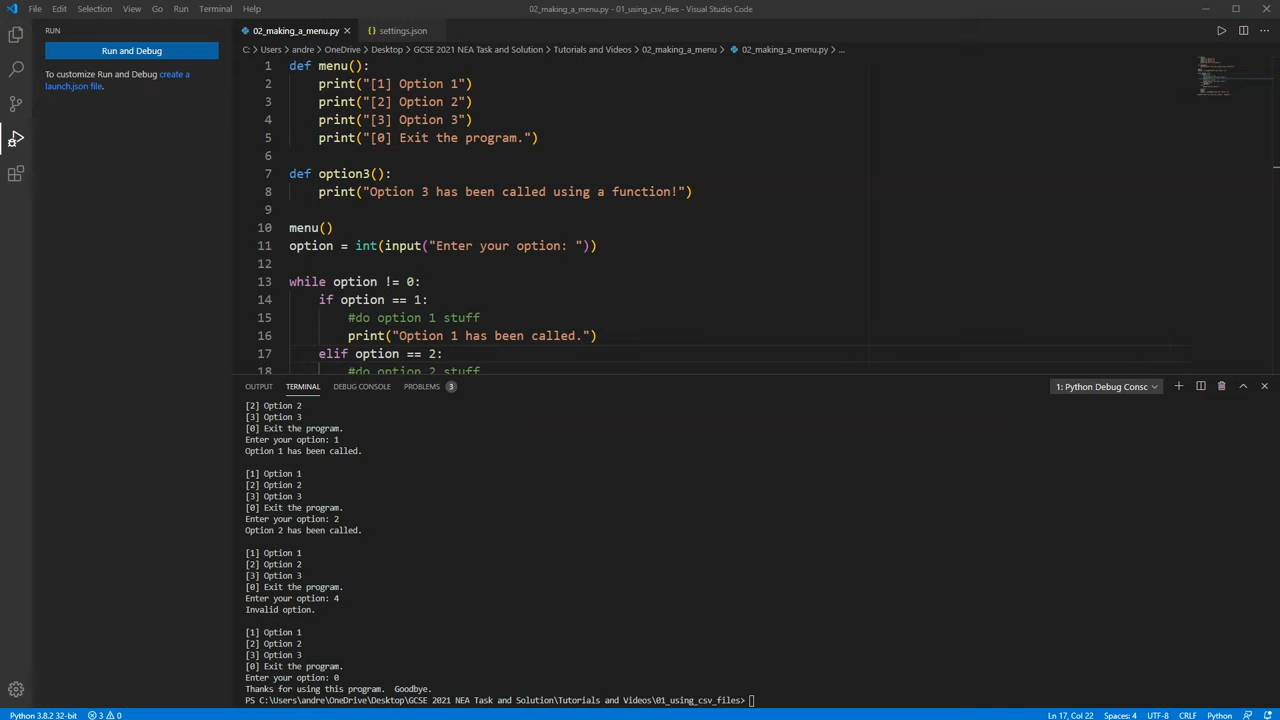 File Edit Selection View Go Run Terminal Help
02_making_a_menu.py - 01_using_csv_files - Visual Studio Code
RUN
Run and Debug
To customize Run and Debug create a
launch.json file.
02_making_a_menu.py
{} settings.json
C: > Users > andre > OneDrive > Desktop > GCSE 2021 NEA Task and Solution > Tutorials and Videos > 02_making_a_menu > 02_making_a_menu.py > ...
1 def menu():
2 print("[1] Option 1")
3 print("[2] Option 2")
4 print("[3] Option 3")
5 print("[0] Exit the program.")
6
7 def option3():
8 print("Option 3 has been called using a function!")
9
10 menu()
11 option = int(input("Enter your option: "))
12
13 while option != 0:
14 if option == 1:
15 #do option 1 stuff
16 print("Option 1 has been called.")
17 elif option == 2:
18 #do option 2 stuff
OUTPUT TERMINAL DEBUG CONSOLE PROBLEMS 3
1: Python Debug Consc
[2] Option 2
[3] Option 3
[0] Exit the program.
Enter your option: 1
Option 1 has been called.
[1] Option 1
[2] Option 2
[3] Option 3
[0] Exit the program.
Enter your option: 2
Option 2 has been called.
[1] Option 1
[2] Option 2
[3] Option 3
[0] Exit the program.
Enter your option: 4
Invalid option.
[1] Option 1
[2] Option 2
[3] Option 3
[0] Exit the program.
Enter your option: 0
Thanks for using this program.  Goodbye.
PS C:\Users\andre\OneDrive\Desktop\GCSE 2021 NEA Task and Solution\Tutorials and Videos\01_using_csv_files>
Python 3.8.2 32-bit 3 0
Ln 17, Col 22 Spaces: 4 UTF-8 CRLF Python